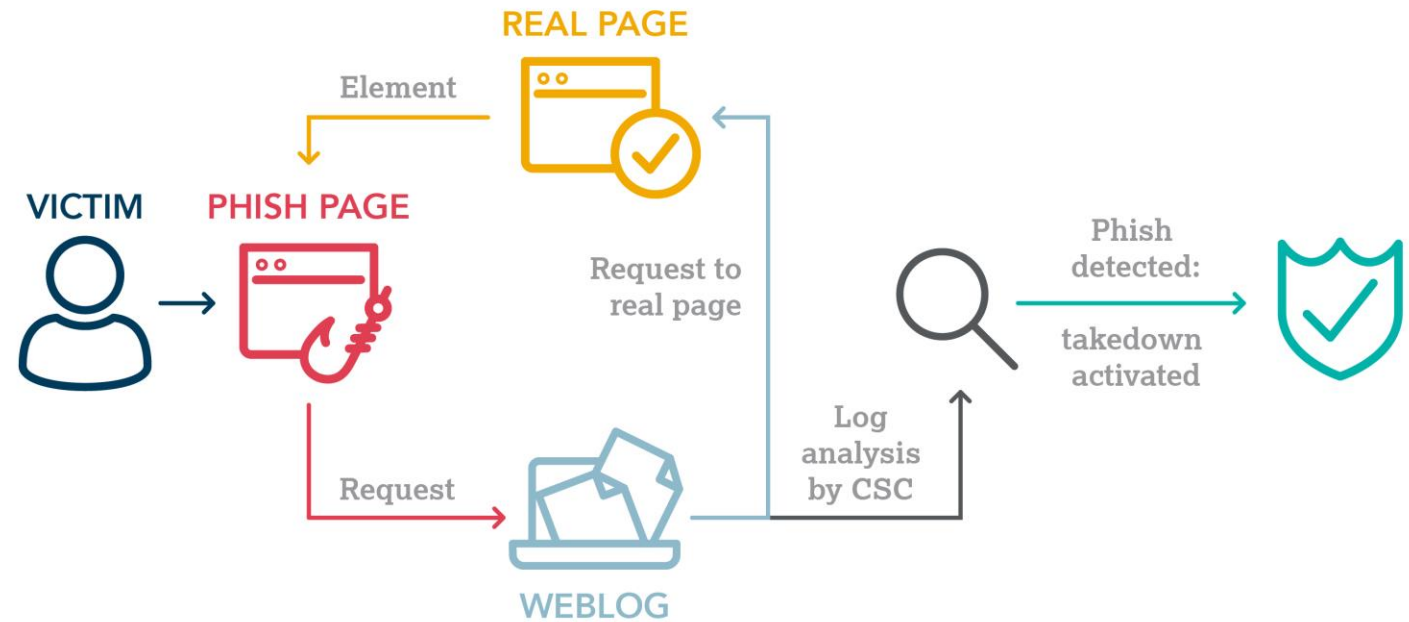 REAL PAGE
Element
VICTIM
PHISH PAGE
Request to
real page
Phish
detected:
takedown
activated
Log
analysis
by CSC
Request
WEBLOG